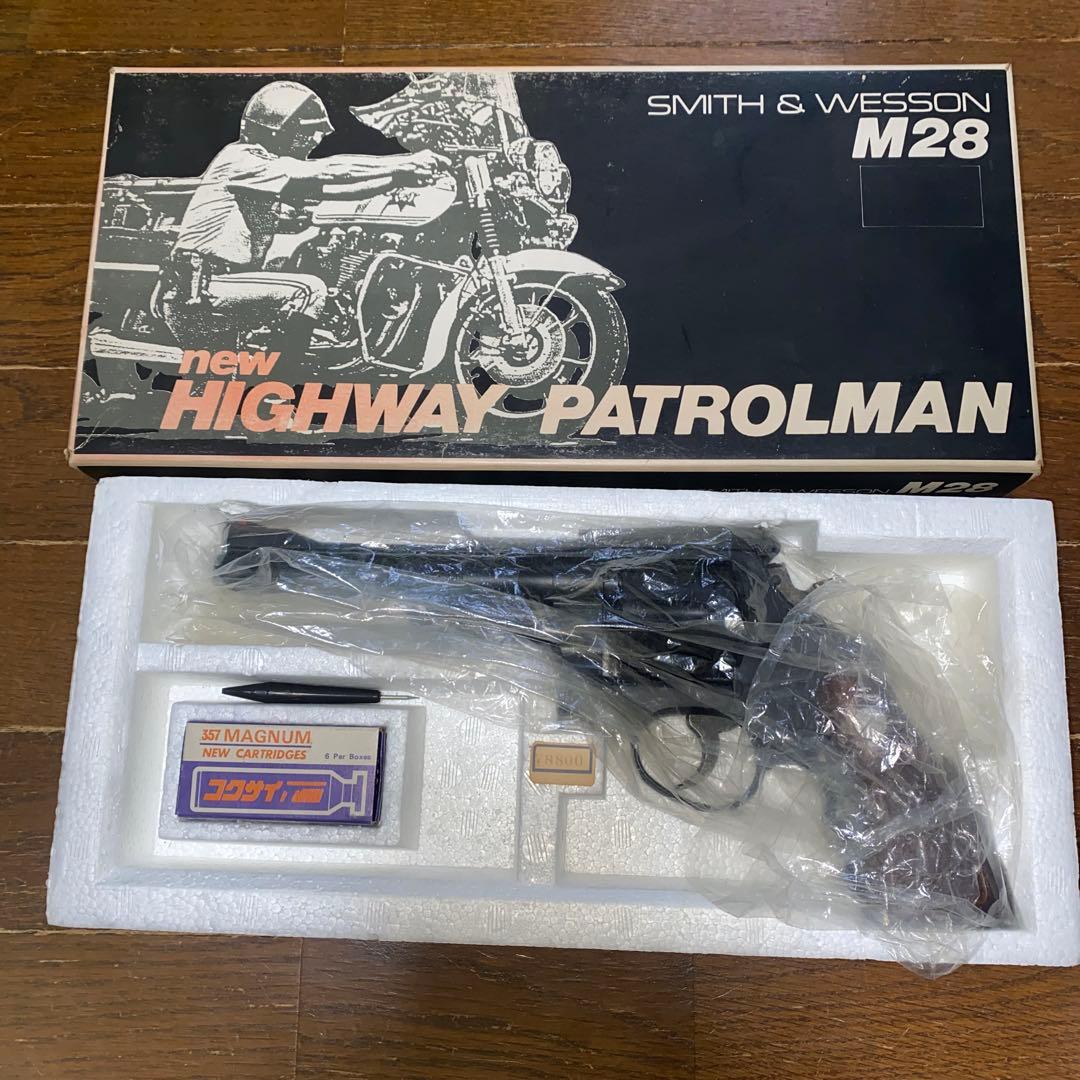 SMITH & WESSON
M28
new
HIGHWAY PATROLMAN
SMITH & WESSON M28
357 MAGNUM
NEW CARTRIDGES
6 Per Boxes
コクサイ
8800